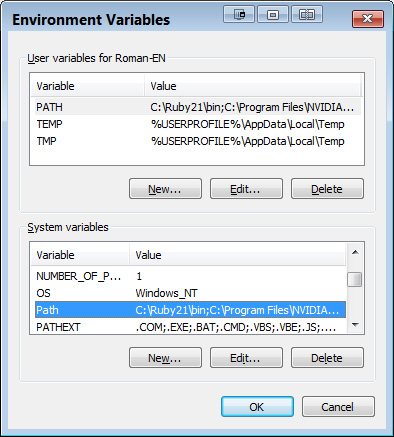 Environment Variables
User variables for Roman-EN
Variable Value
PATH C:\Ruby21\bin;C:\Program Files\NVIDIA...
TEMP %USERPROFILE%\AppData\Local\Temp
TMP %USERPROFILE%\AppData\Local\Temp
New... Edit... Delete
System variables
Variable Value
NUMBER_OF_P... 1
OS Windows_NT
Path C:\Ruby21\bin;C:\Program Files\NVIDIA...
PATHEXT .COM;.EXE;.BAT;.CMD;.VBS;.VBE;.JS;....
New... Edit... Delete
OK Cancel